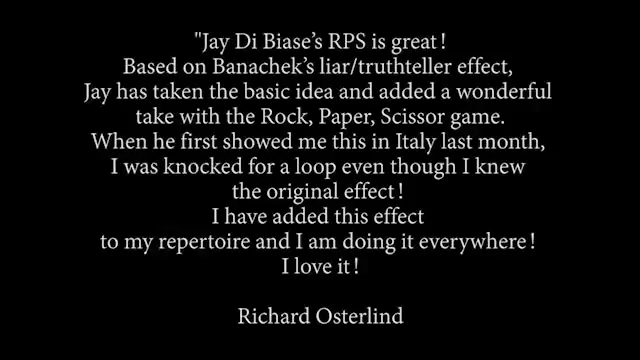 "Jay Di Biase’s RPS is great!
Based on Banachek’s liar/truthteller effect,
Jay has taken the basic idea and added a wonderful
take with the Rock, Paper, Scissor game.
When he first showed me this in Italy last month,
I was knocked for a loop even though I knew
the original effect!
I have added this effect
to my repertoire and I am doing it everywhere!
I love it!
Richard Osterlind